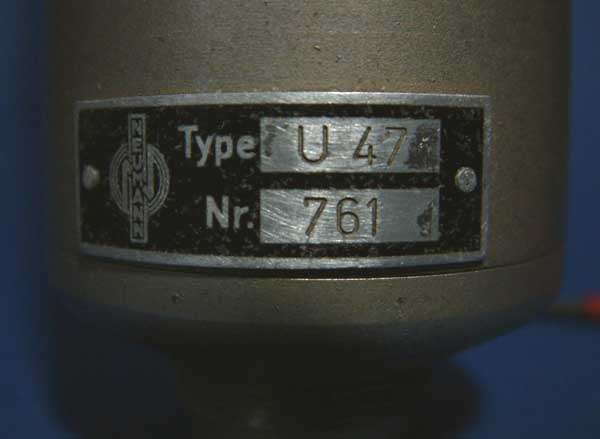 NEUMANN
Type U 47
Nr. 761